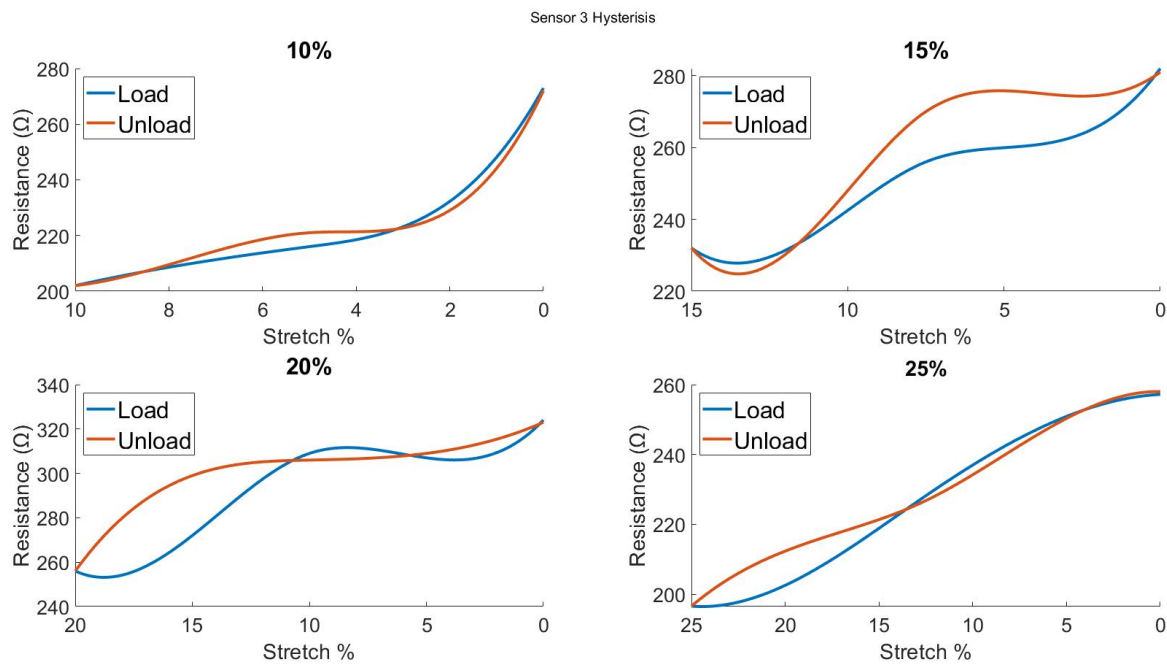 Sensor 3 Hysterisis
10%
280
260
240
220
200
Resistance (Ω)
Load
Unload
10 8 6 4 2 0
Stretch %
15%
280
260
240
220
Resistance (Ω)
Load
Unload
15 10 5 0
Stretch %
20%
340
320
300
280
260
240
Resistance (Ω)
Load
Unload
20 15 10 5 0
Stretch %
25%
260
240
220
200
Resistance (Ω)
Load
Unload
25 20 15 10 5 0
Stretch %